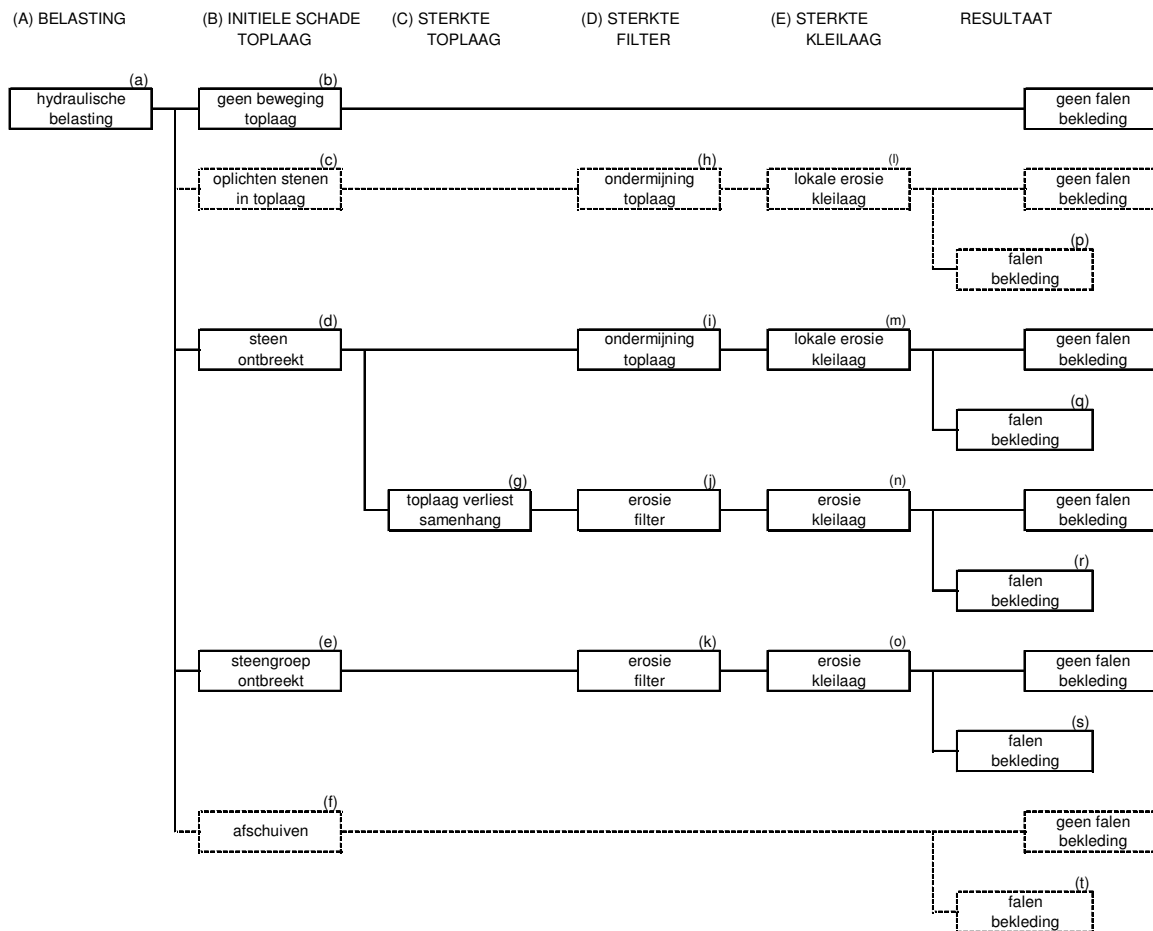 (A) BELASTING (B) INITIELE SCHADE (C) STERKTE (D) STERKTE (E) STERKTE RESULTAAT
TOPLAAG TOPLAAG FILTER KLEILAAG
(a) (b)
hydraulische geen beweging geen falen
belasting toplaag bekleding
(c) (h) (l)
oplichten stenen ondermijning lokale erosie geen falen
in toplaag toplaag kleilaag bekleding
(p)
falen
bekleding
(d) (i) (m)
steen ondermijning lokale erosie geen falen
ontbreekt toplaag kleilaag bekleding
(q)
falen
bekleding
(g) (j) (n)
toplaag verliest erosie erosie geen falen
samenhang filter kleilaag bekleding
(r)
falen
bekleding
(e) (k) (o)
steengroep erosie erosie geen falen
ontbreekt filter kleilaag bekleding
(s)
falen
bekleding
(f)
afschuiven geen falen
bekleding
(t)
falen
bekleding